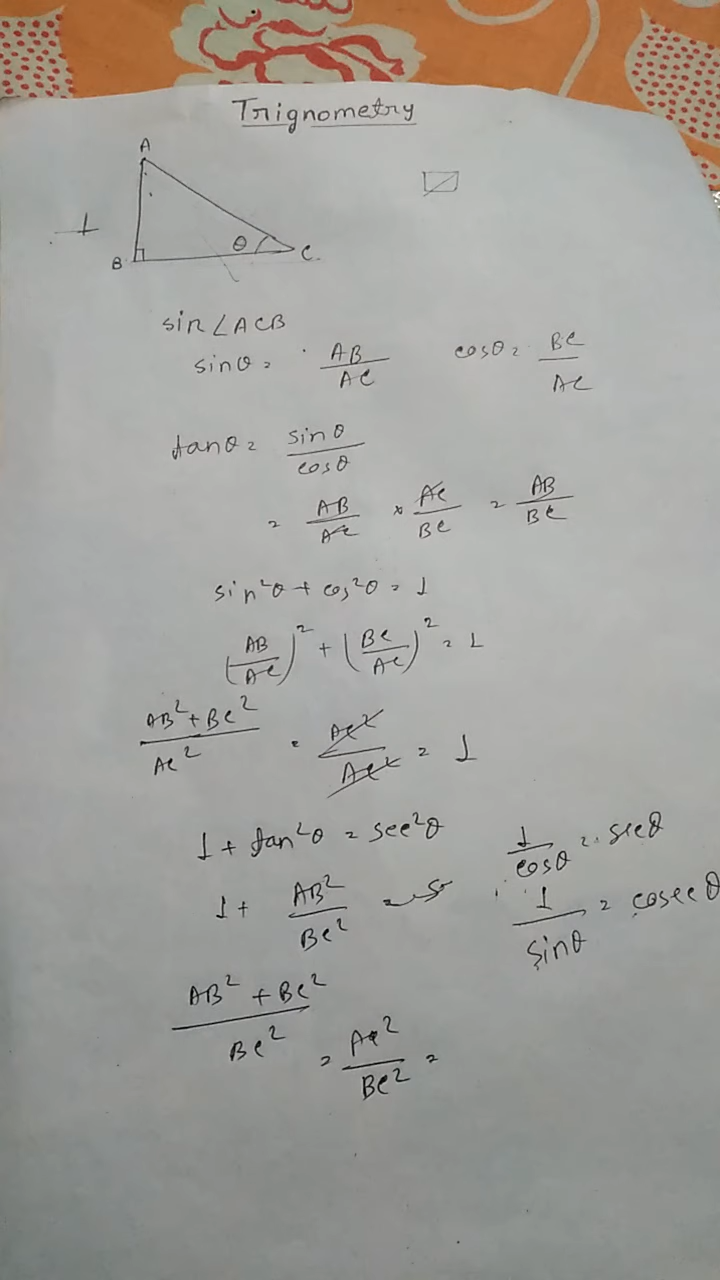 Trignometry
A
⊥
B θ C
sin∠ACB
sinθ = AB/AC cosθ = BC/AC
tanθ = sinθ/cosθ
= AB/AC × AC/BC = AB/BC
sin²θ + cos²θ = 1
(AB/AC)² + (BC/AC)² = 1
AB² + BC²/AC² = AC²/AC² = 1
1 + tan²θ = sec²θ 1/cosθ = secθ
1 + AB²/BC² = 1/sinθ = cosecθ
AB² + BC²/BC² = AC²/BC² =